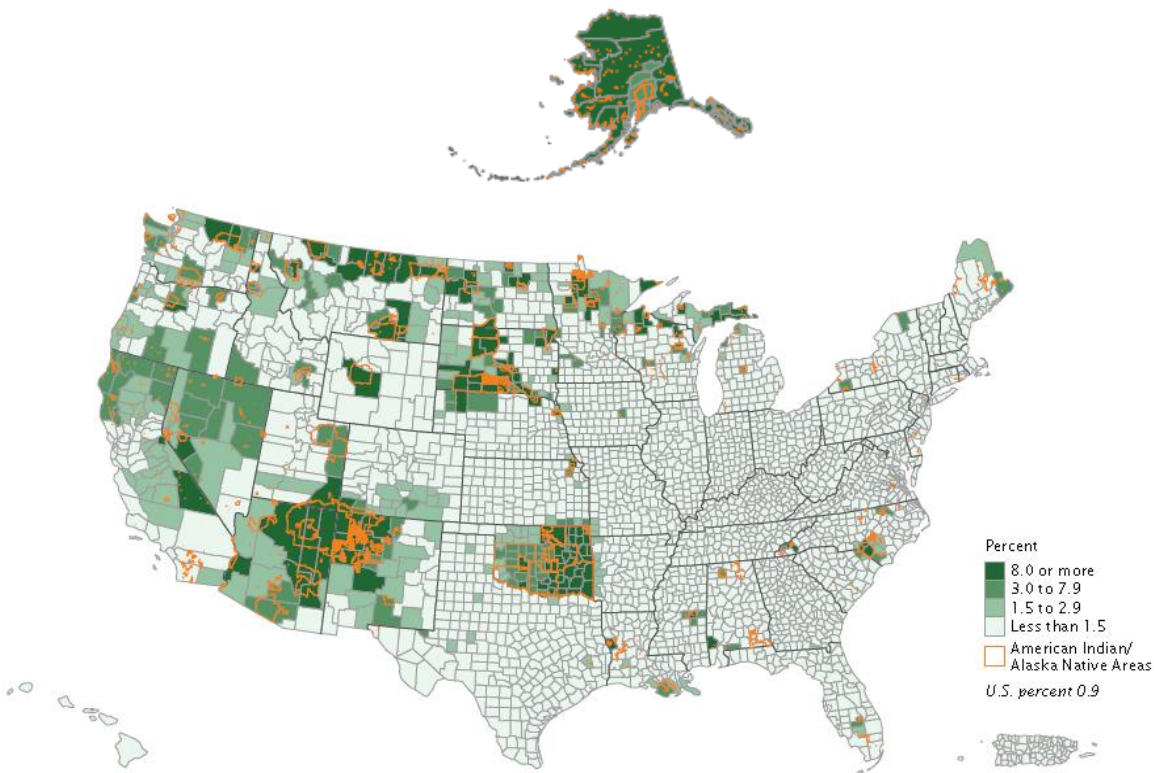 Percent
8.0 or more
3.0 to 7.9
1.5 to 2.9
Less than 1.5
American Indian/
Alaska Native Areas
U.S. percent 0.9